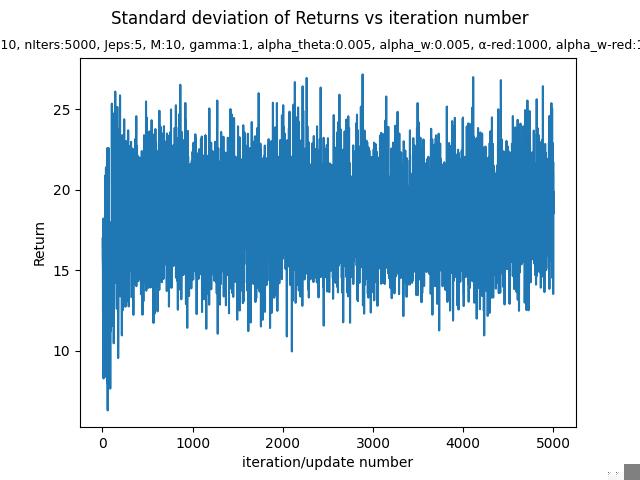 Standard deviation of Returns vs iteration number
10, nIters:5000, Jeps:5, M:10, gamma:1, alpha_theta:0.005, alpha_w:0.005, α-red:1000, alpha_w-red:1
25
20
15
10
Return
0 1000 2000 3000 4000 5000
iteration/update number